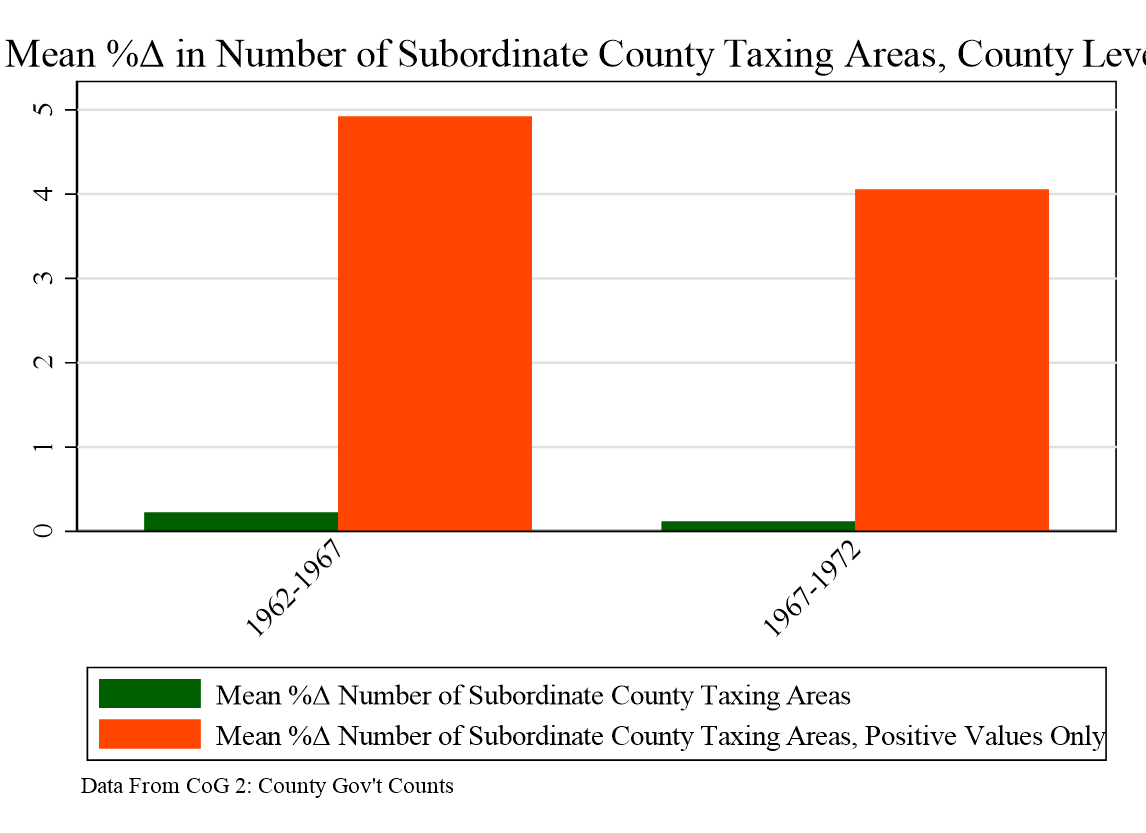 Mean %Δ in Number of Subordinate County Taxing Areas, County Leve
5
4
3
2
1
0
1962-1967
1967-1972
Mean %Δ Number of Subordinate County Taxing Areas
Mean %Δ Number of Subordinate County Taxing Areas, Positive Values Only
Data From CoG 2: County Gov't Counts